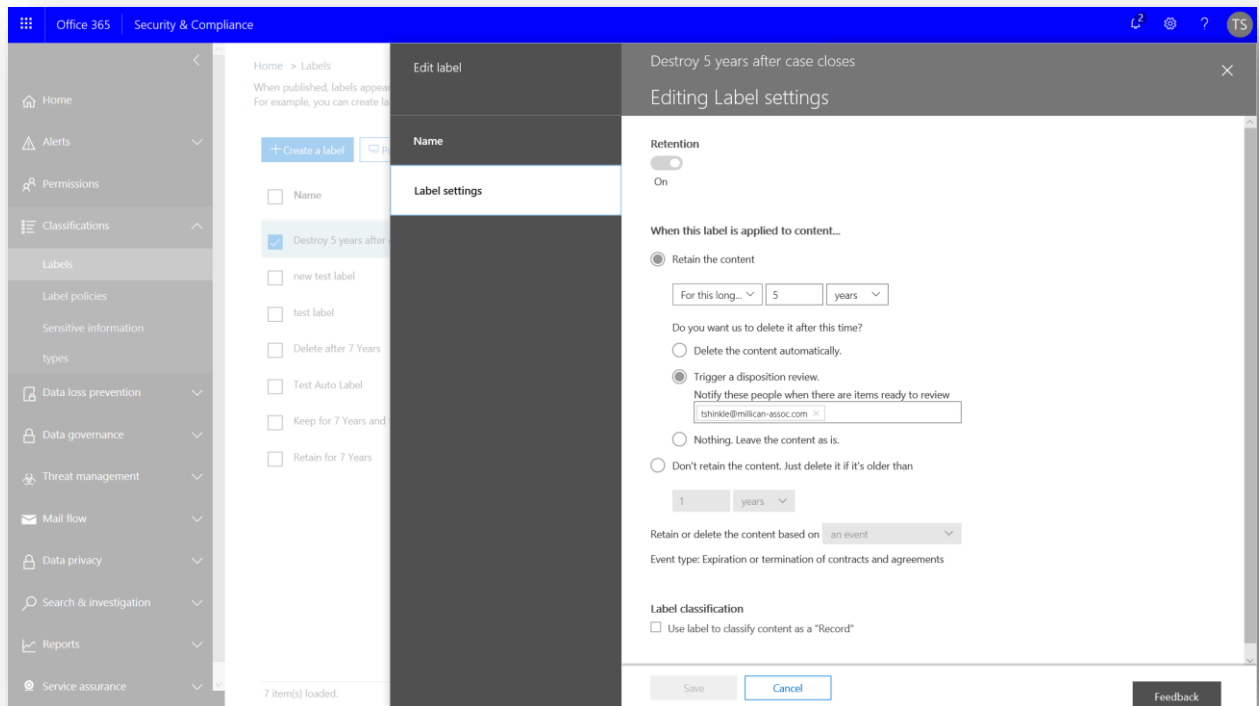 Office 365
Security & Compliance
2
?
TS
Home
Alerts
Permissions
Classifications
Labels
Label policies
Sensitive information
types
Data loss prevention
Data governance
Threat management
Mail flow
Data privacy
Search & investigation
Reports
Service assurance
Home > Labels
When published, labels appear
For example, you can create la
+ Create a label
Name
Destroy 5 years after
new test label
test label
Delete after 7 Years
Test Auto Label
Keep for 7 Years and
Retain for 7 Years
7 item(s) loaded.
Edit label
Name
Label settings
Destroy 5 years after case closes
Editing Label settings
Retention
On
When this label is applied to content...
Retain the content
For this long... 5 years
Do you want us to delete it after this time?
Delete the content automatically.
Trigger a disposition review.
Notify these people when there are items ready to review
tshinkle@millican-assoc.com ×
Nothing. Leave the content as is.
Don't retain the content. Just delete it if it's older than
1 years
Retain or delete the content based on an event
Event type: Expiration or termination of contracts and agreements
Label classification
Use label to classify content as a "Record"
Save
Cancel
Feedback